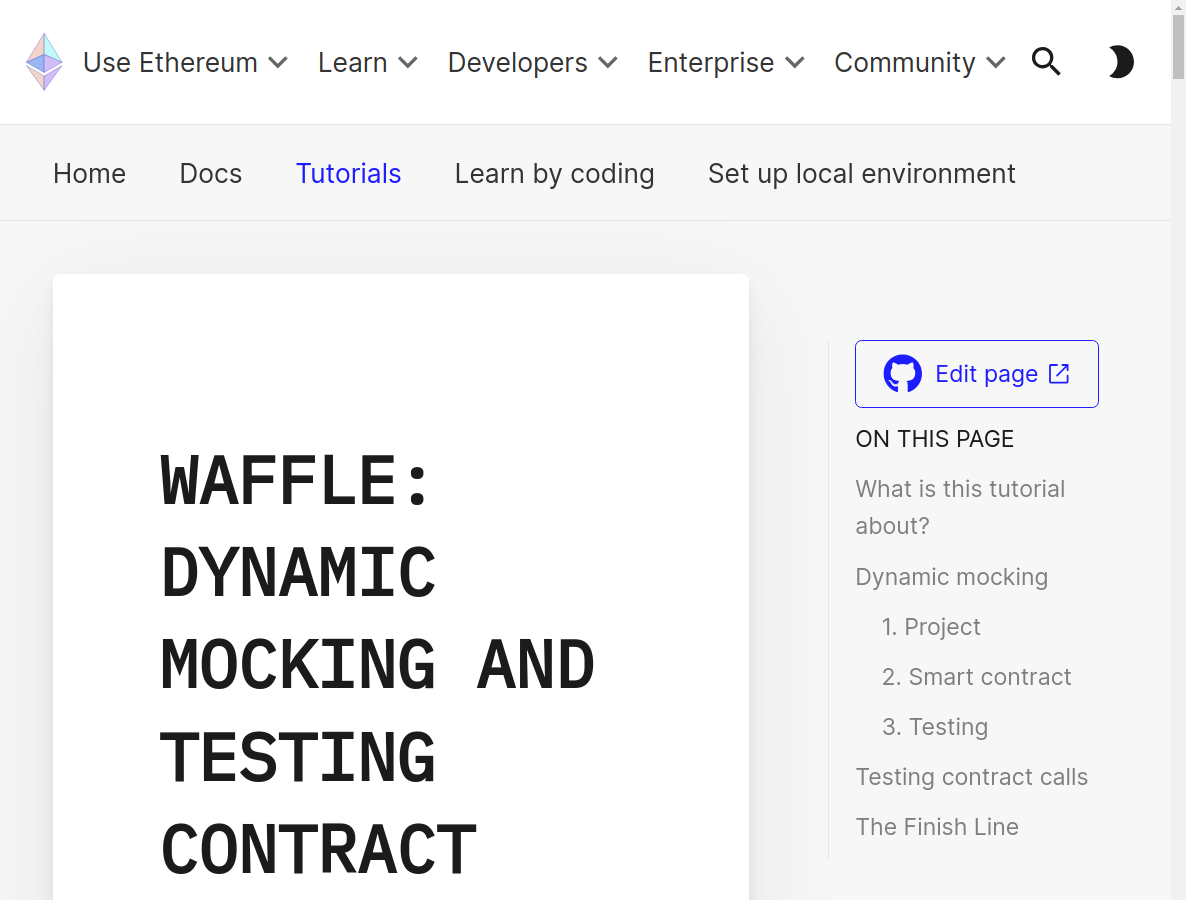 Use Ethereum Learn Developers Enterprise Community
Home Docs Tutorials Learn by coding Set up local environment
WAFFLE:
DYNAMIC
MOCKING AND
TESTING
CONTRACT
Edit page
ON THIS PAGE
What is this tutorial
about?
Dynamic mocking
1. Project
2. Smart contract
3. Testing
Testing contract calls
The Finish Line